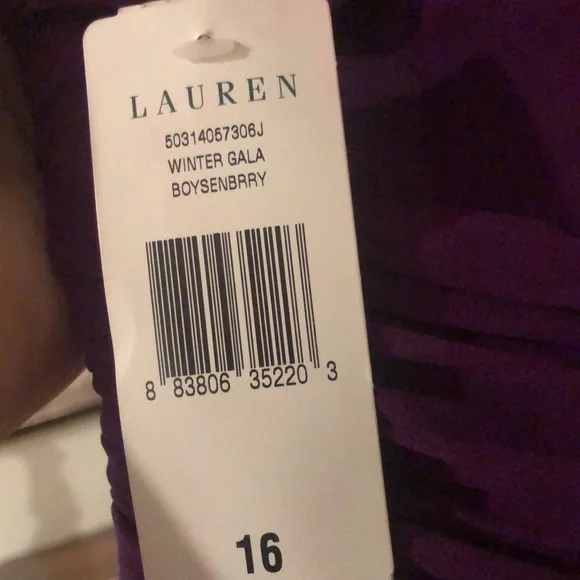 LAUREN
50314057306J
WINTER GALA
BOYSENBRRY
8 83806 35220 3
16